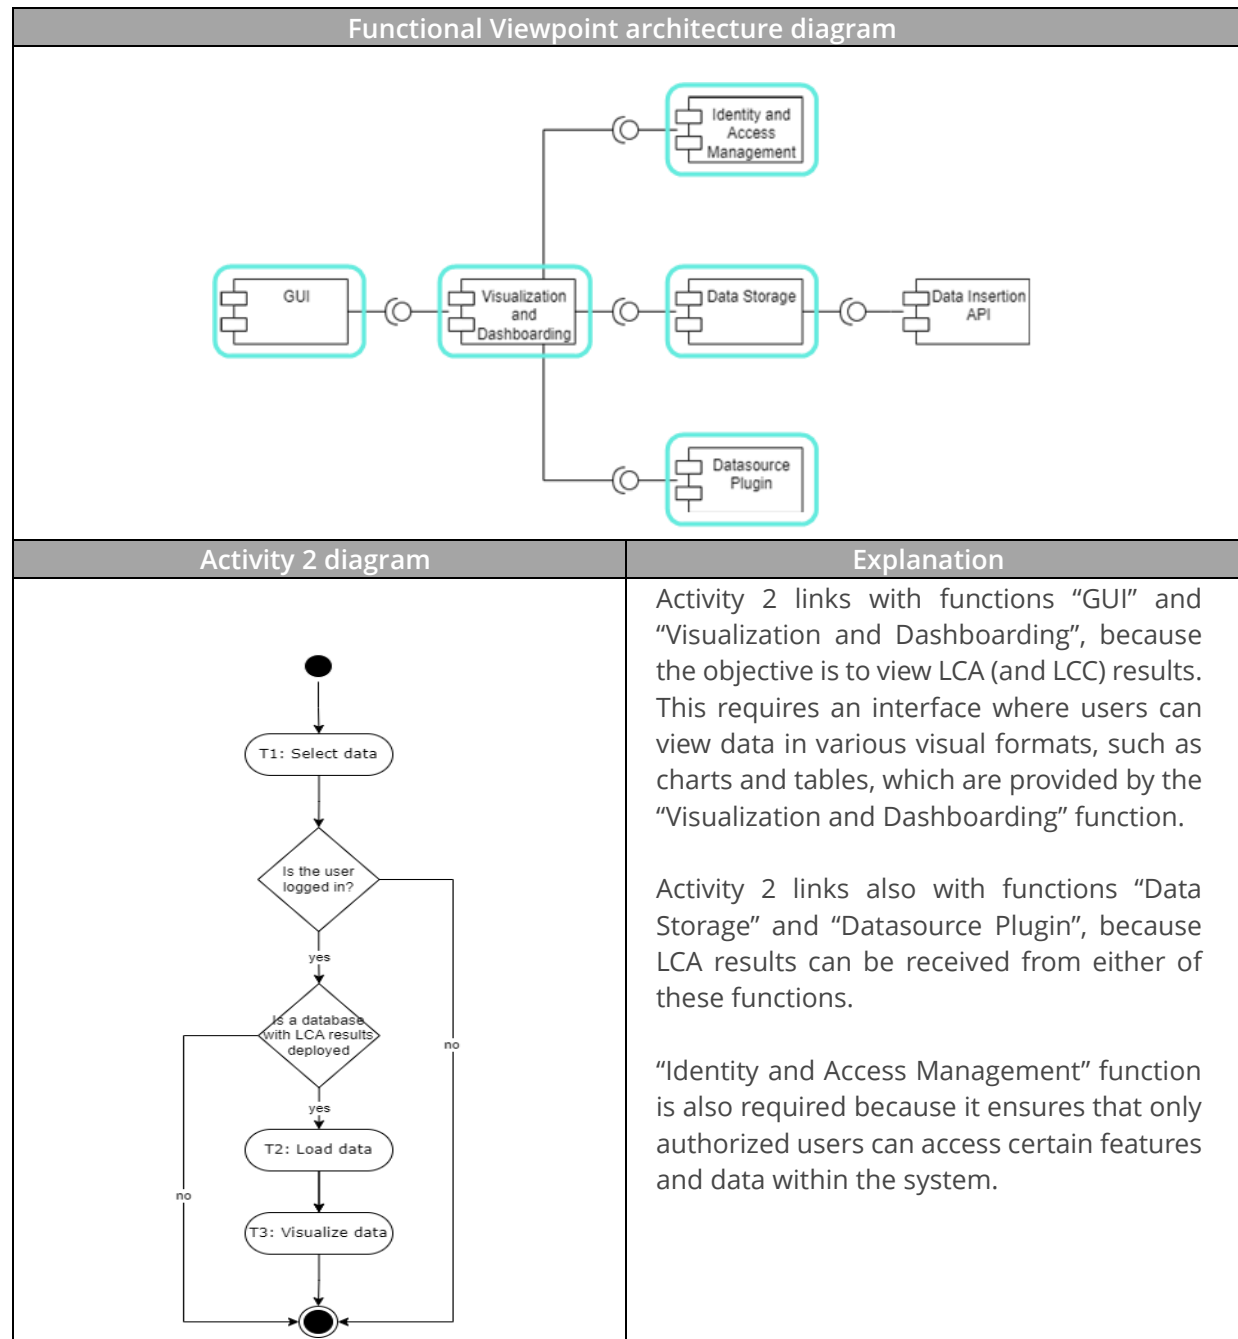 Functional Viewpoint architecture diagram
Identity and
Access
Management
GUI
Visualization
and
Dashboarding
Data Storage
Data Insertion
API
Datasource
Plugin
Activity 2 diagram
T1: Select data
Is the user
logged in?
yes
Is a database
with LCA results
deployed
no
no
yes
T2: Load data
T3: Visualize data
Explanation
Activity 2 links with functions “GUI” and
“Visualization and Dashboarding”, because
the objective is to view LCA (and LCC) results.
This requires an interface where users can
view data in various visual formats, such as
charts and tables, which are provided by the
“Visualization and Dashboarding” function.
Activity 2 links also with functions “Data
Storage” and “Datasource Plugin”, because
LCA results can be received from either of
these functions.
“Identity and Access Management” function
is also required because it ensures that only
authorized users can access certain features
and data within the system.